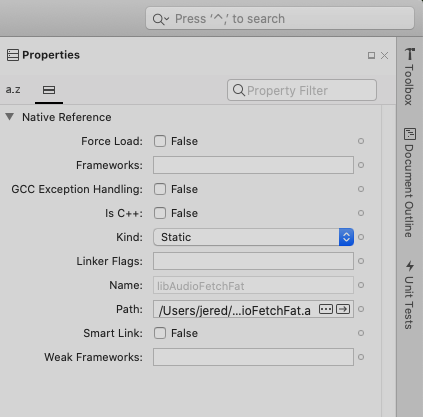 Press ‘^,’ to search
Properties
a.z
Property Filter
Native Reference
Force Load: False
Frameworks:
GCC Exception Handling: False
Is C++: False
Kind: Static
Linker Flags:
Name: libAudioFetchFat
Path: /Users/jered/...ioFetchFat.a
Smart Link: False
Weak Frameworks:
Toolbox
Document Outline
Unit Tests